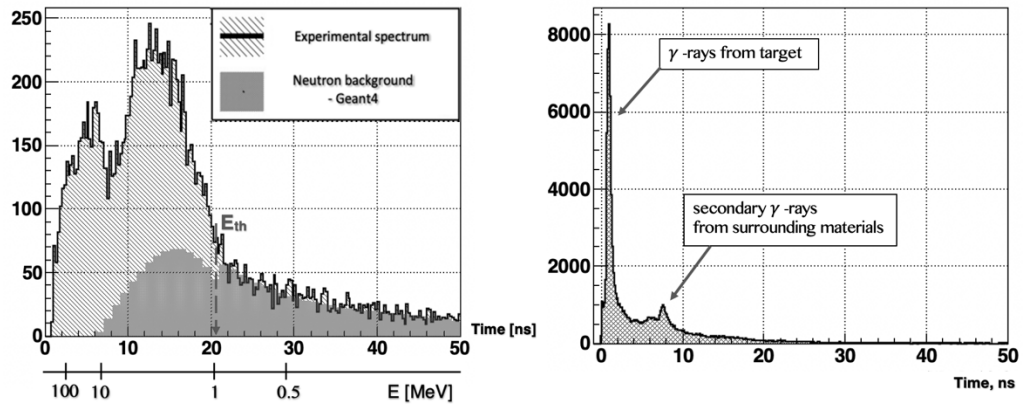 250
200
150
100
50
0
Experimental spectrum
Neutron background
- Geant4
Eth
0 10 20 30 40 50
Time [ns]
100 10 1 0.5 E [MeV]
8000
6000
4000
2000
0
γ -rays from target
secondary γ -rays
from surrounding materials
0 10 20 30 40 50
Time, ns